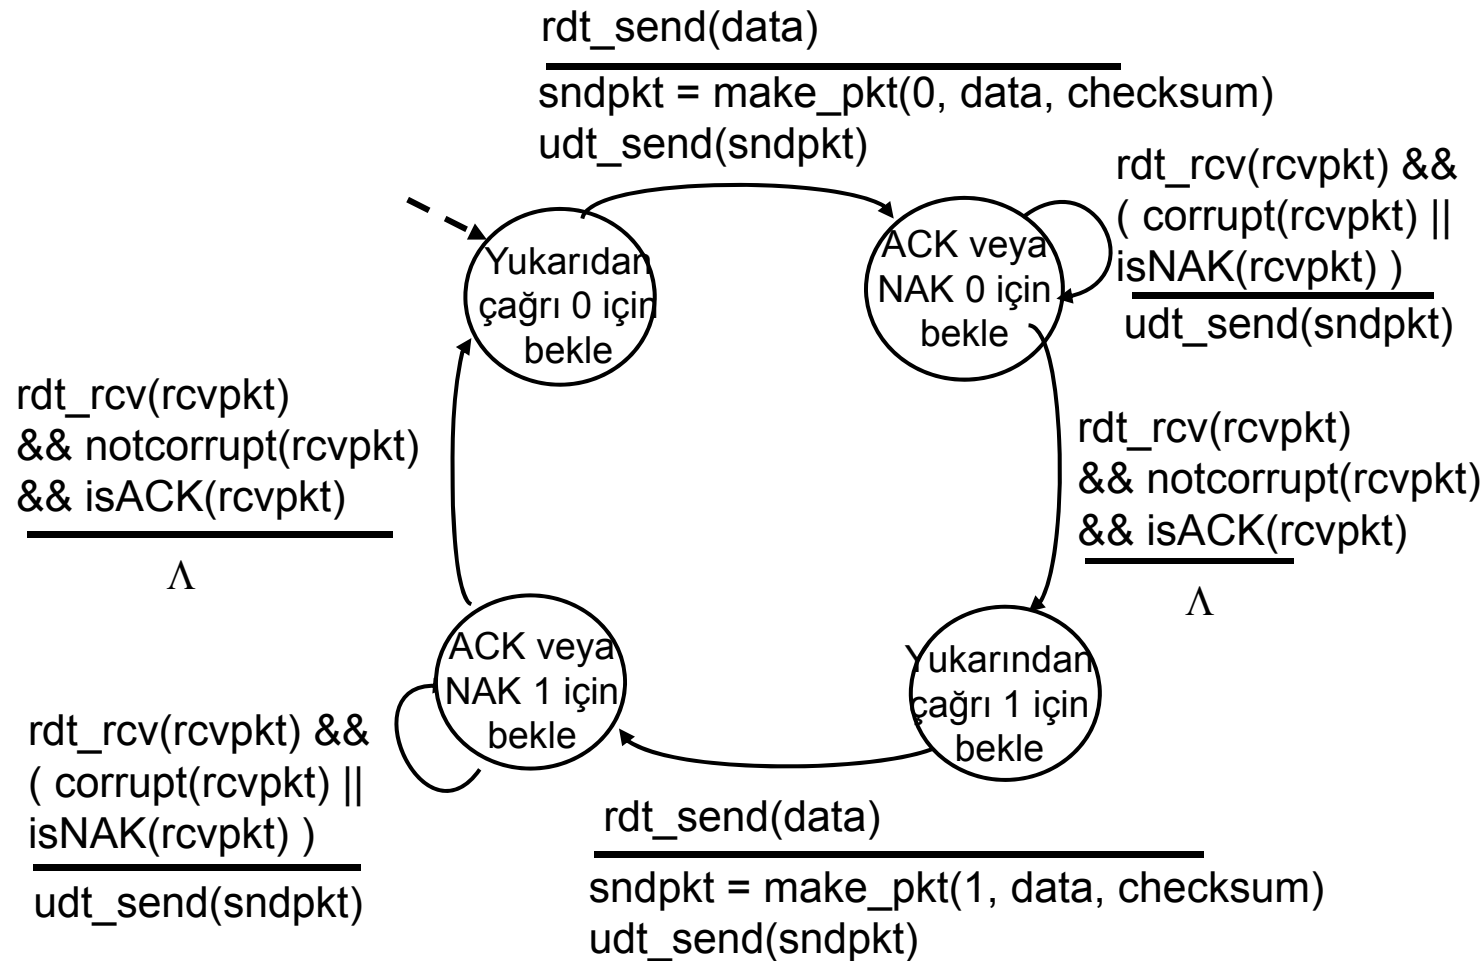 rdt_send(data)
sndpkt = make_pkt(0, data, checksum)
udt_send(sndpkt)
rdt_rcv(rcvpkt) &&
( corrupt(rcvpkt) ||
isNAK(rcvpkt) )
udt_send(sndpkt)
Yukarıdan
çağrı 0 için
bekle
ACK veya
NAK 0 için
bekle
rdt_rcv(rcvpkt)
&& notcorrupt(rcvpkt)
&& isACK(rcvpkt)
Λ
rdt_rcv(rcvpkt)
&& notcorrupt(rcvpkt)
&& isACK(rcvpkt)
Λ
ACK veya
NAK 1 için
bekle
Yukarından
çağrı 1 için
bekle
rdt_rcv(rcvpkt) &&
( corrupt(rcvpkt) ||
isNAK(rcvpkt) )
udt_send(sndpkt)
rdt_send(data)
sndpkt = make_pkt(1, data, checksum)
udt_send(sndpkt)